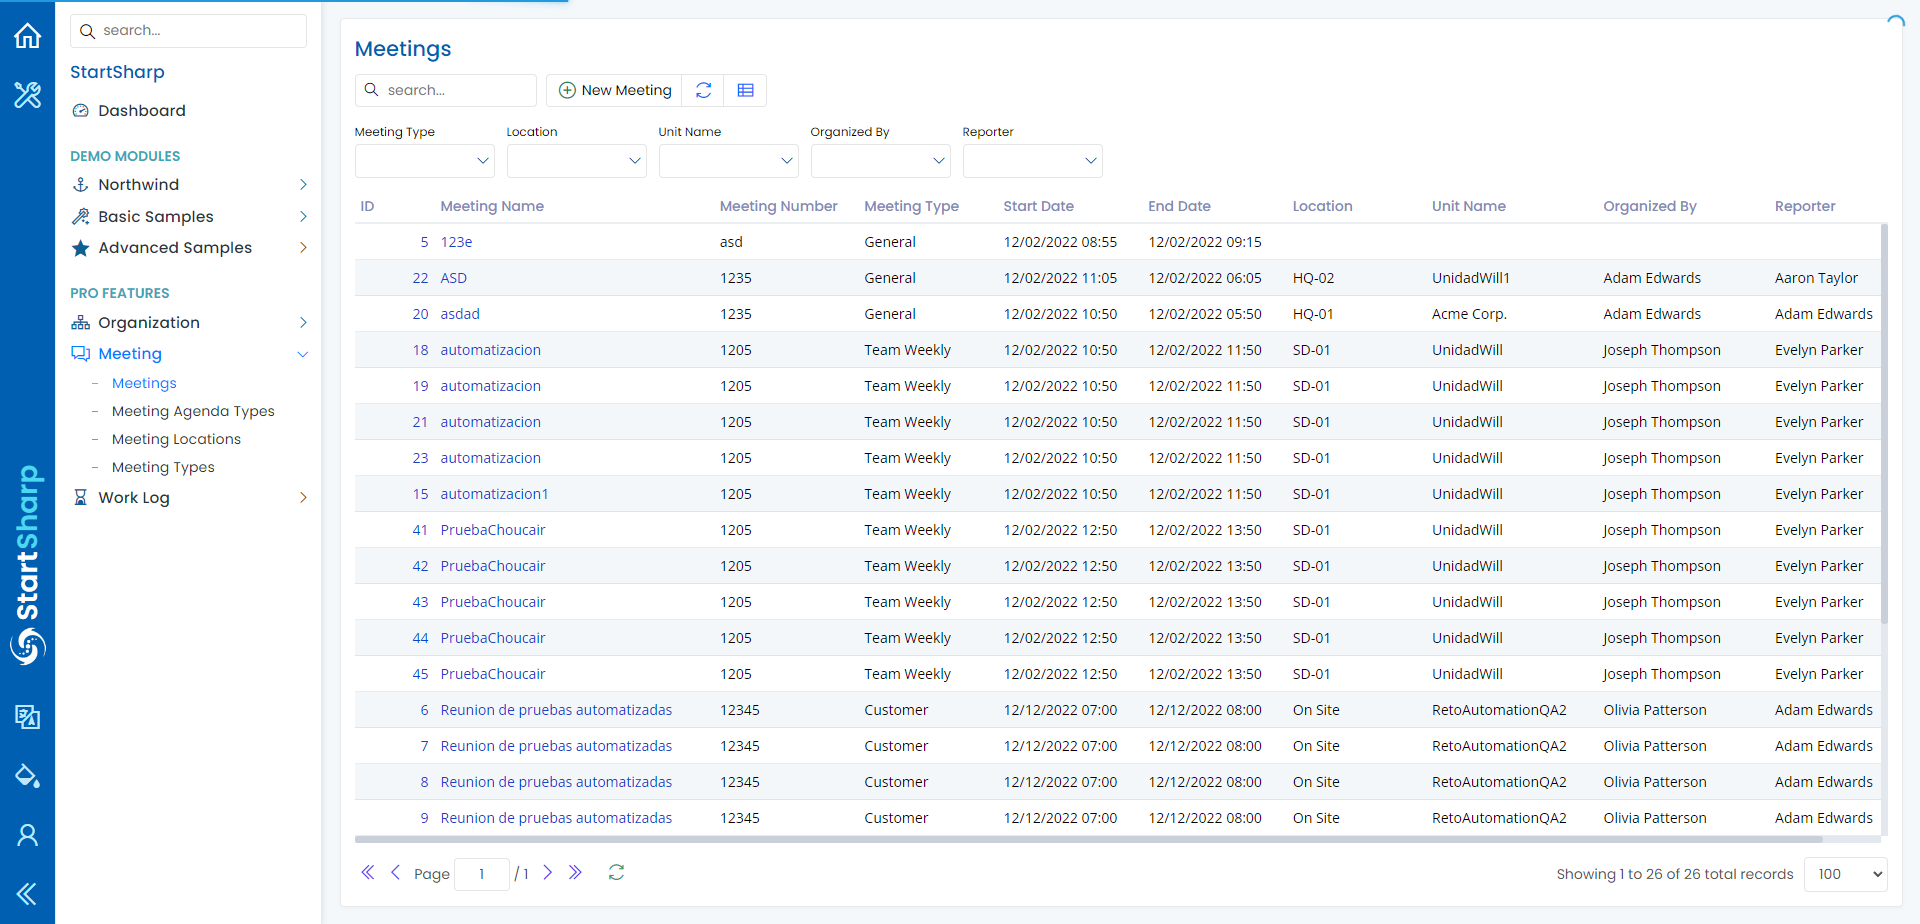 search...
StartSharp
Dashboard
DEMO MODULES
Northwind
Basic Samples
Advanced Samples
PRO FEATURES
Organization
Meeting
- Meetings
- Meeting Agenda Types
- Meeting Locations
- Meeting Types
Work Log
StartSharp
Meetings
search...
New Meeting
Meeting Type Location Unit Name Organized By Reporter
ID Meeting Name Meeting Number Meeting Type Start Date End Date Location Unit Name Organized By Reporter
5 123e asd General 12/02/2022 08:55 12/02/2022 09:15
22 ASD 1235 General 12/02/2022 11:05 12/02/2022 06:05 HQ-02 UnidadWill1 Adam Edwards Aaron Taylor
20 asdad 1235 General 12/02/2022 10:50 12/02/2022 05:50 HQ-01 Acme Corp. Adam Edwards Adam Edwards
18 automatizacion 1205 Team Weekly 12/02/2022 10:50 12/02/2022 11:50 SD-01 UnidadWill Joseph Thompson Evelyn Parker
19 automatizacion 1205 Team Weekly 12/02/2022 10:50 12/02/2022 11:50 SD-01 UnidadWill Joseph Thompson Evelyn Parker
21 automatizacion 1205 Team Weekly 12/02/2022 10:50 12/02/2022 11:50 SD-01 UnidadWill Joseph Thompson Evelyn Parker
23 automatizacion 1205 Team Weekly 12/02/2022 10:50 12/02/2022 11:50 SD-01 UnidadWill Joseph Thompson Evelyn Parker
15 automatizacion1 1205 Team Weekly 12/02/2022 10:50 12/02/2022 11:50 SD-01 UnidadWill Joseph Thompson Evelyn Parker
41 PruebaChoucair 1205 Team Weekly 12/02/2022 12:50 12/02/2022 13:50 SD-01 UnidadWill Joseph Thompson Evelyn Parker
42 PruebaChoucair 1205 Team Weekly 12/02/2022 12:50 12/02/2022 13:50 SD-01 UnidadWill Joseph Thompson Evelyn Parker
43 PruebaChoucair 1205 Team Weekly 12/02/2022 12:50 12/02/2022 13:50 SD-01 UnidadWill Joseph Thompson Evelyn Parker
44 PruebaChoucair 1205 Team Weekly 12/02/2022 12:50 12/02/2022 13:50 SD-01 UnidadWill Joseph Thompson Evelyn Parker
45 PruebaChoucair 1205 Team Weekly 12/02/2022 12:50 12/02/2022 13:50 SD-01 UnidadWill Joseph Thompson Evelyn Parker
6 Reunion de pruebas automatizadas 12345 Customer 12/12/2022 07:00 12/12/2022 08:00 On Site RetoAutomationQA2 Olivia Patterson Adam Edwards
7 Reunion de pruebas automatizadas 12345 Customer 12/12/2022 07:00 12/12/2022 08:00 On Site RetoAutomationQA2 Olivia Patterson Adam Edwards
8 Reunion de pruebas automatizadas 12345 Customer 12/12/2022 07:00 12/12/2022 08:00 On Site RetoAutomationQA2 Olivia Patterson Adam Edwards
9 Reunion de pruebas automatizadas 12345 Customer 12/12/2022 07:00 12/12/2022 08:00 On Site RetoAutomationQA2 Olivia Patterson Adam Edwards
Page 1 / 1 Showing 1 to 26 of 26 total records 100